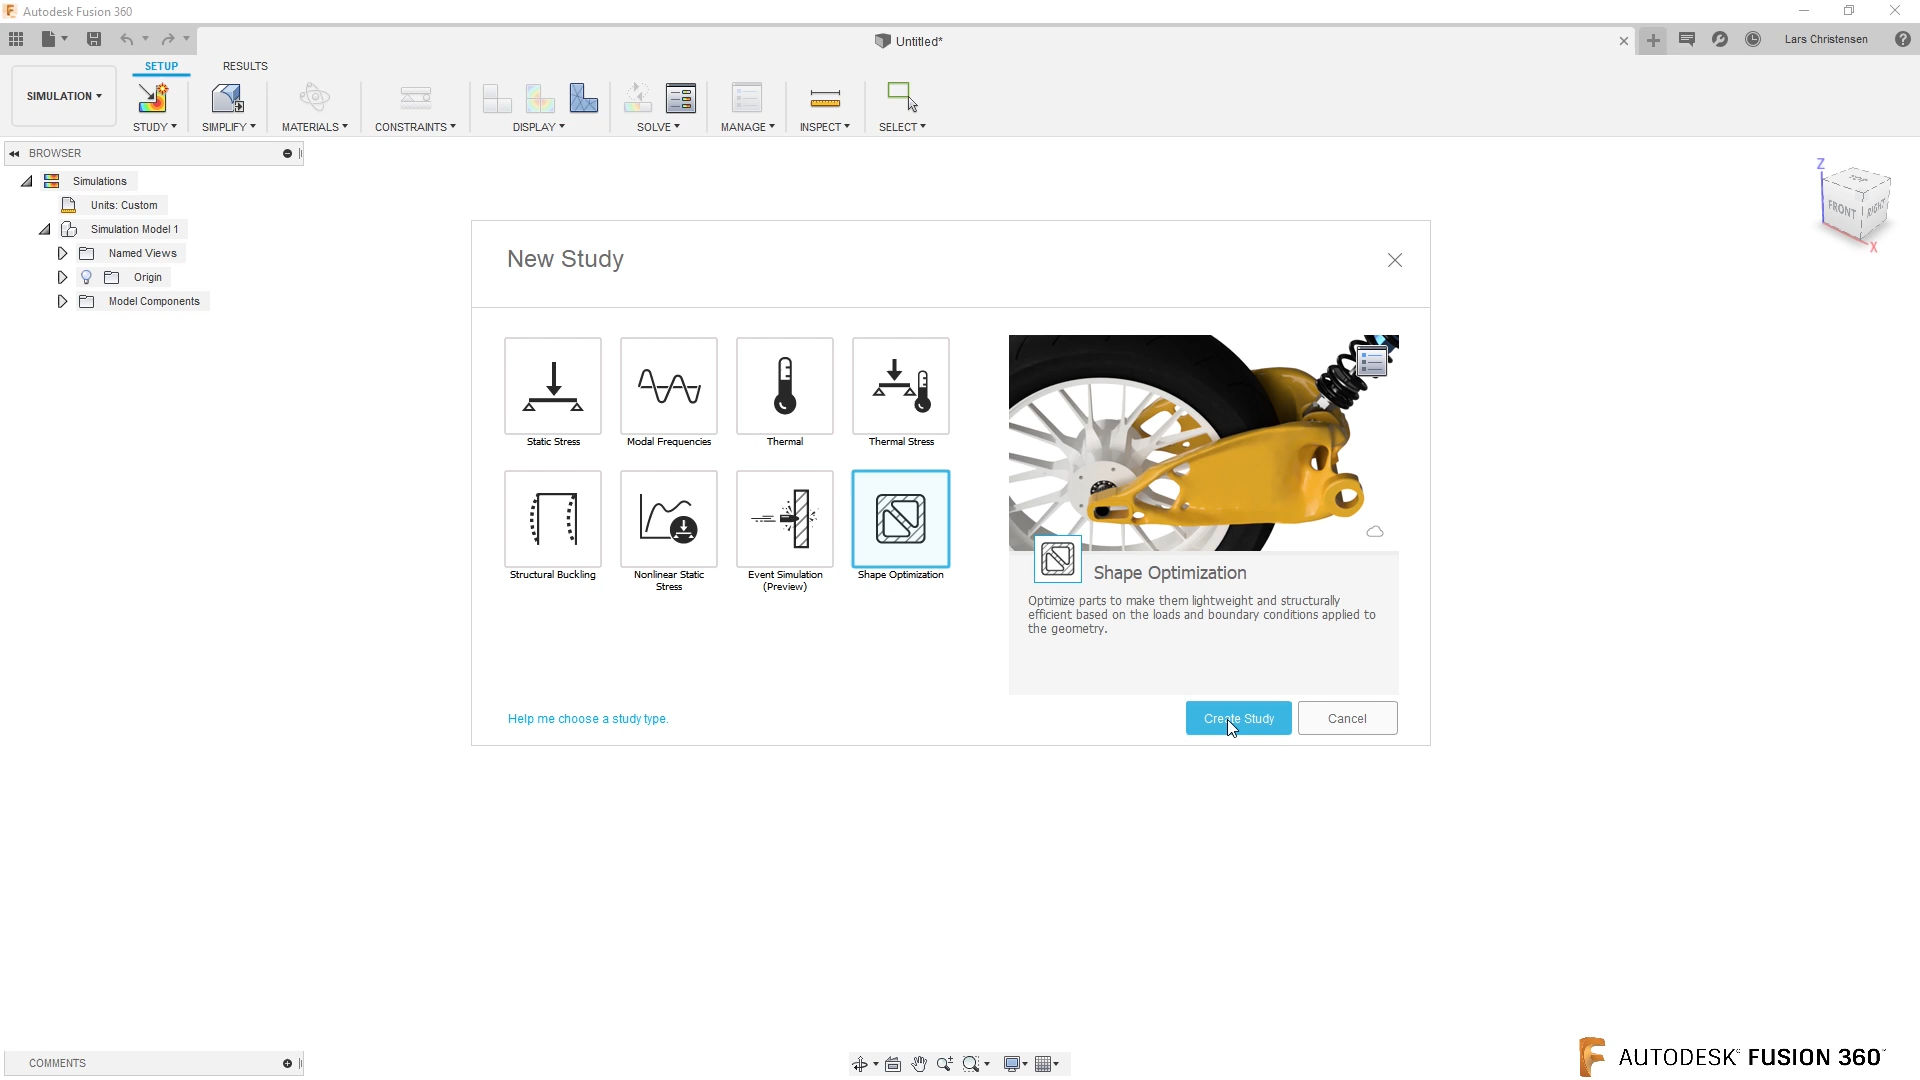 Autodesk Fusion 360
Untitled*
Lars Christensen
SETUP
RESULTS
SIMULATION
STUDY
SIMPLIFY
MATERIALS
CONSTRAINTS
DISPLAY
SOLVE
MANAGE
INSPECT
SELECT
BROWSER
Simulations
Units: Custom
Simulation Model 1
Named Views
Origin
Model Components
Z
TOP
FRONT
RIGHT
X
New Study
Static Stress
Modal Frequencies
Thermal
Thermal Stress
Structural Buckling
Nonlinear Static
Stress
Event Simulation
(Preview)
Shape Optimization
Shape Optimization
Optimize parts to make them lightweight and structurally
efficient based on the loads and boundary conditions applied to
the geometry.
Help me choose a study type.
Create Study
Cancel
COMMENTS
AUTODESK FUSION 360